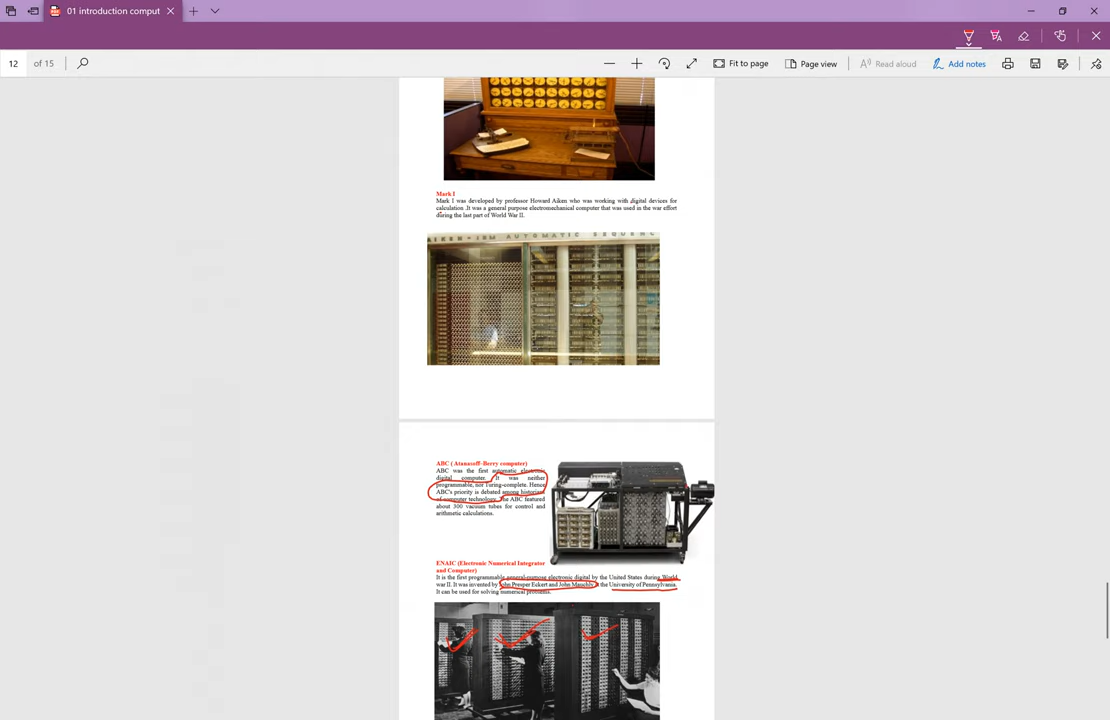 01 introduction comput
12 of 15
Fit to page
Page view
Read aloud
Add notes
Mark I
Mark I was developed by professor Howard Aiken who was working with digital devices for
calculation .It was a general purpose electromechanical computer that was used in the war effort
during the last part of World War II.
AIKEN-IBM AUTOMATIC SEQUENC
ABC ( Atanasoff-Berry computer)
ABC was the first automatic electronic
digital computer. It was neither
programmable, nor Turing-complete. Hence
ABC's priority is debated among historians
of computer technology. The ABC featured
about 300 vacuum tubes for control and
arithmetic calculations.
ENAIC (Electronic Numerical Integrator
and Computer)
It is the first programmable general-purpose electronic digital by the United States during World
war II. It was invented by John Presper Eckert and John Mauchly at the University of Pennsylvania.
It can be used for solving numerical problems.